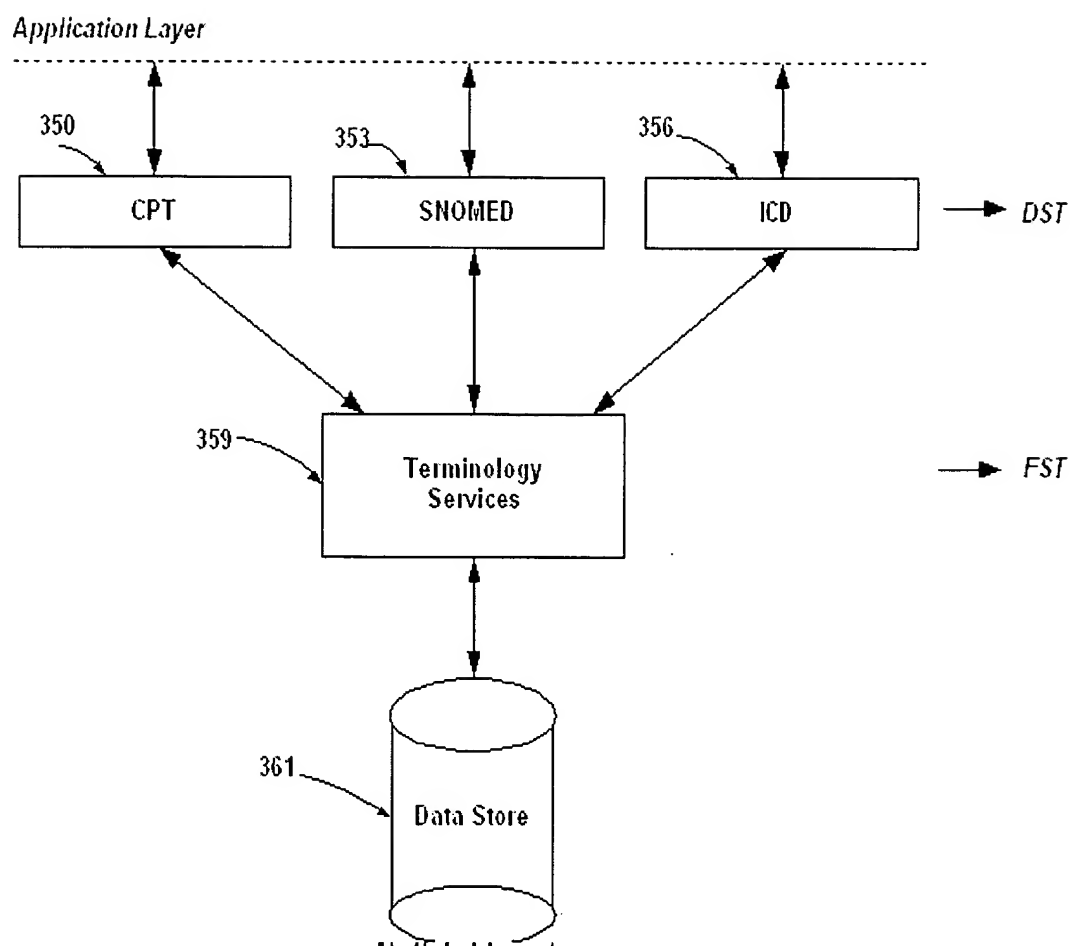 Application Layer
350
353
356
CPT
SNOMED
ICD
DST
359
Terminology
Services
FST
361
Data Store